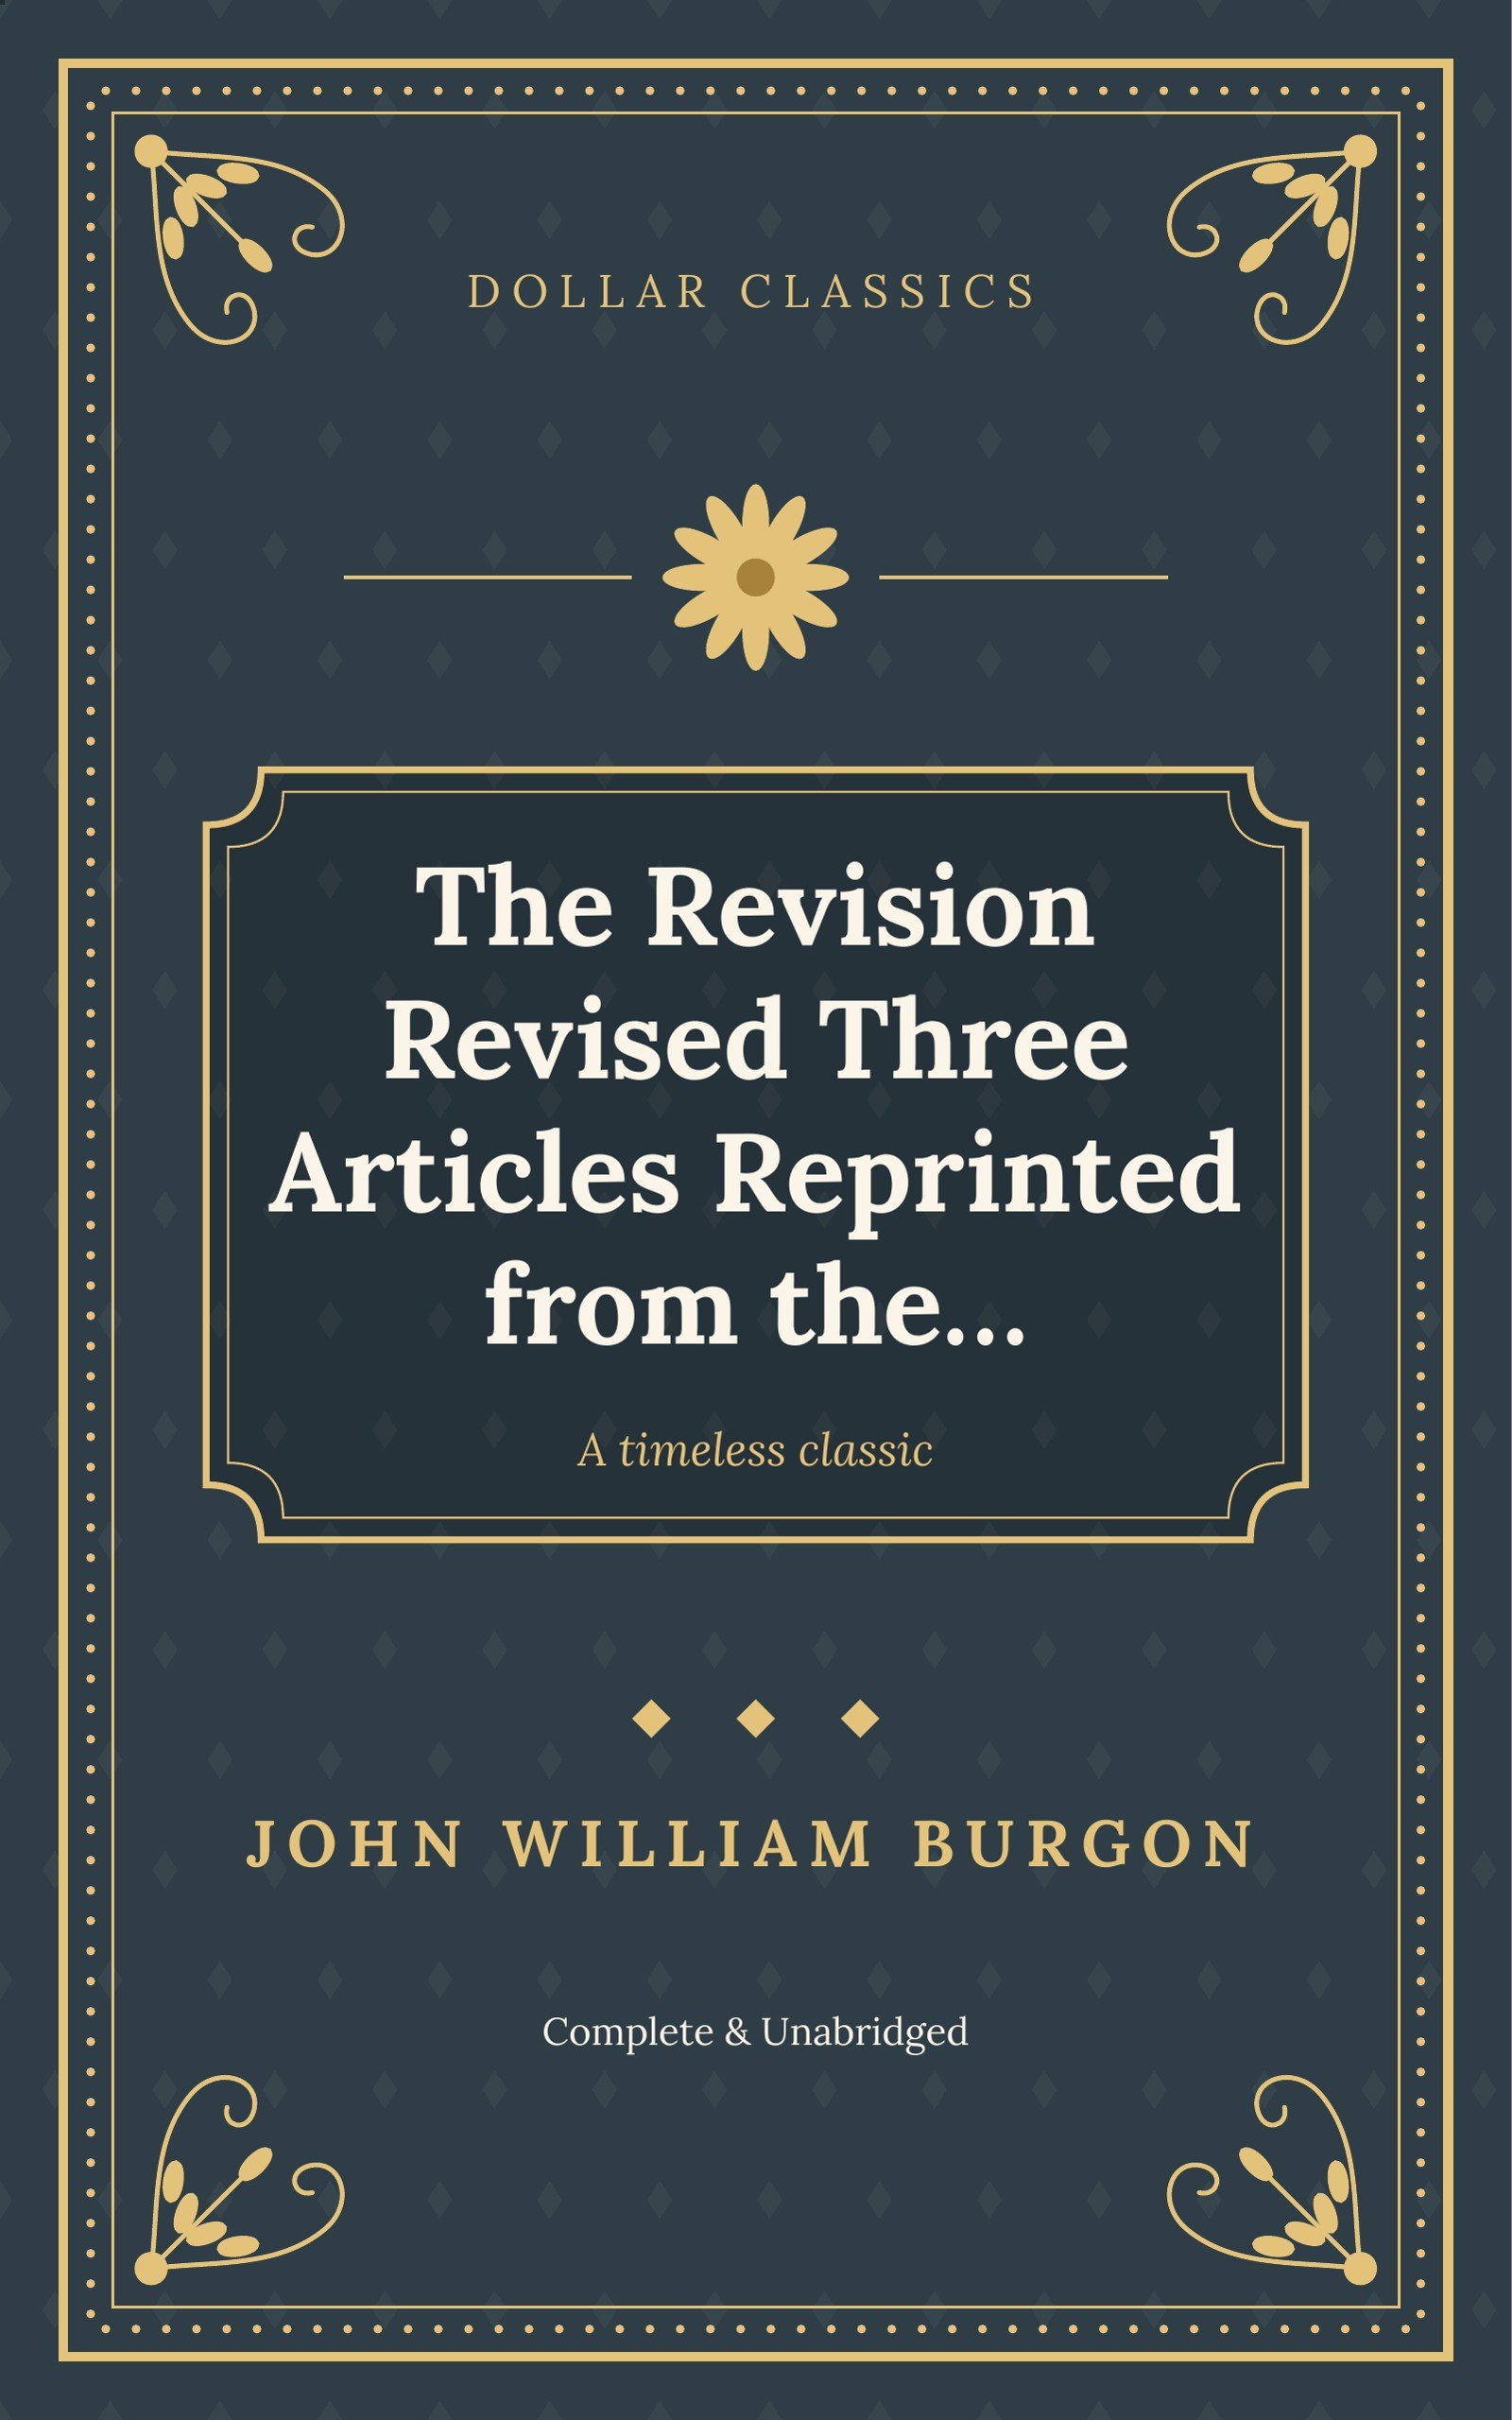 DOLLAR CLASSICS
The Revision
Revised Three
Articles Reprinted
from the...
A timeless classic
JOHN WILLIAM BURGON
Complete & Unabridged